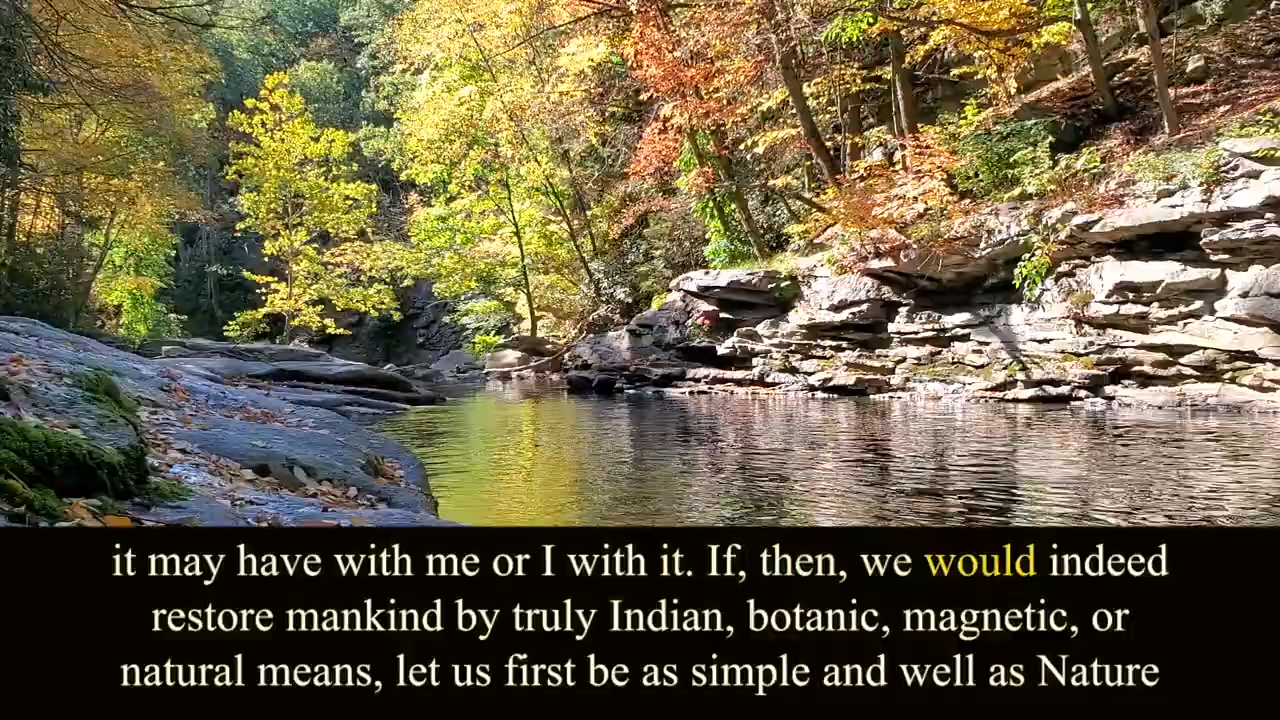 it may have with me or I with it. If, then, we would indeed
restore mankind by truly Indian, botanic, magnetic, or
natural means, let us first be as simple and well as Nature